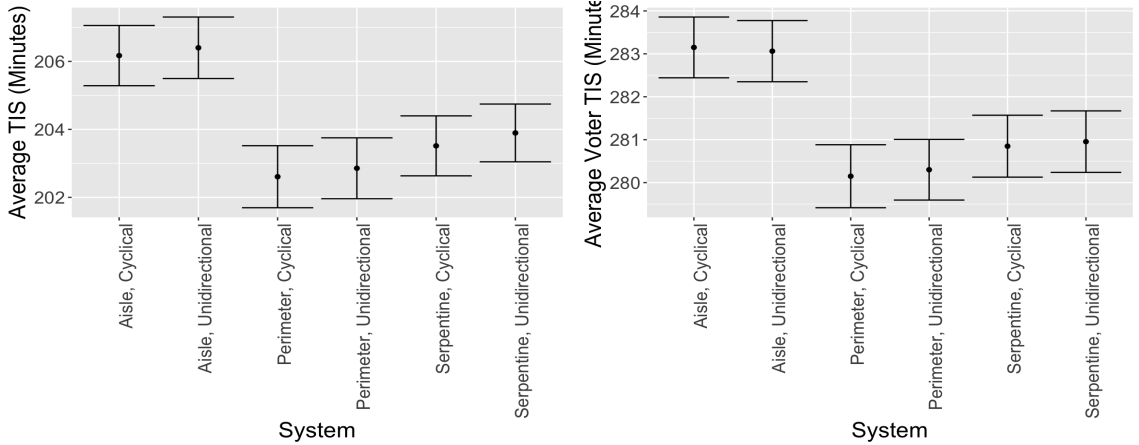 Average TIS (Minutes)
206
204
202
Aisle, Cyclical
Aisle, Unidirectional
Perimeter, Cyclical
Perimeter, Unidirectional
Serpentine, Cyclical
Serpentine, Unidirectional
System
Average Voter TIS (Minute
284
283
282
281
280
Aisle, Cyclical
Aisle, Unidirectional
Perimeter, Cyclical
Perimeter, Unidirectional
Serpentine, Cyclical
Serpentine, Unidirectional
System